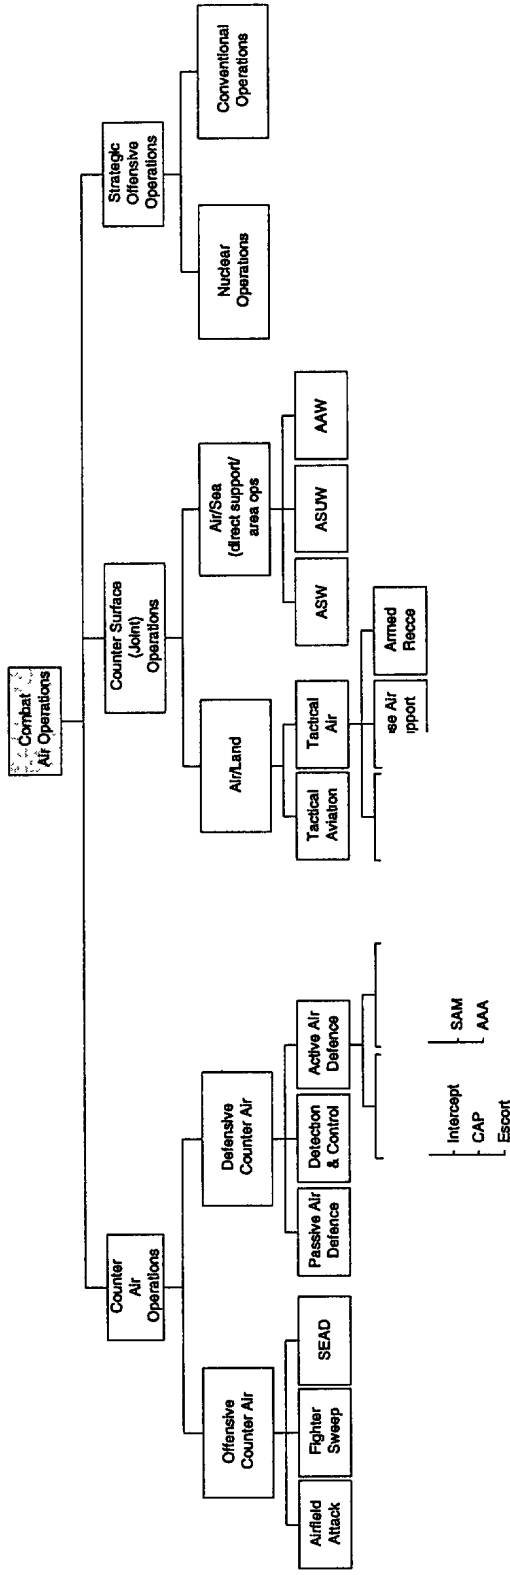 Combat
Air Operations
Counter
Air
Operations
Counter Surface
(Joint)
Operations
Strategic
Offensive
Operations
Offensive
Counter Air
Defensive
Counter Air
Air/Land
Air/Sea
(direct support/
area ops
Nuclear
Operations
Conventional
Operations
Airfield
Attack
Fighter
Sweep
SEAD
Passive Air
Defence
Detection
& Control
Active Air
Defence
Tactical
Aviation
Tactical
Air
ASW
ASUW
AAW
se Air
pport
Armed
Recce
Intercept
CAP
Escort
SAM
AAA